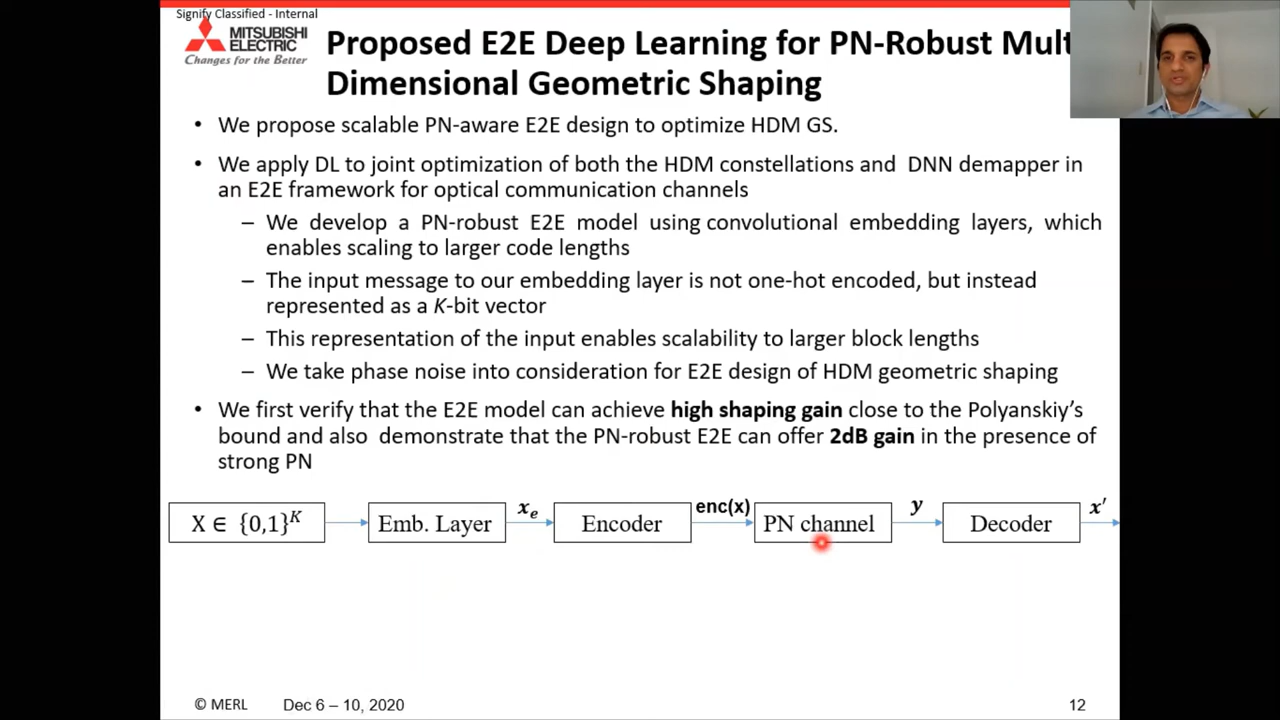 Signify Classified - Internal
MITSUBISHI
ELECTRIC
Changes for the Better
Proposed E2E Deep Learning for PN-Robust Mult
Dimensional Geometric Shaping
• We propose scalable PN-aware E2E design to optimize HDM GS.
• We apply DL to joint optimization of both the HDM constellations and DNN demapper in
an E2E framework for optical communication channels
– We develop a PN-robust E2E model using convolutional embedding layers, which
enables scaling to larger code lengths
– The input message to our embedding layer is not one-hot encoded, but instead
represented as a K-bit vector
– This representation of the input enables scalability to larger block lengths
– We take phase noise into consideration for E2E design of HDM geometric shaping
• We first verify that the E2E model can achieve high shaping gain close to the Polyanskiy's
bound and also demonstrate that the PN-robust E2E can offer 2dB gain in the presence of
strong PN
X ∈ {0,1}^K
Emb. Layer
x_e
Encoder
enc(x)
PN channel
y
Decoder
x′
© MERL Dec 6 – 10, 2020 12